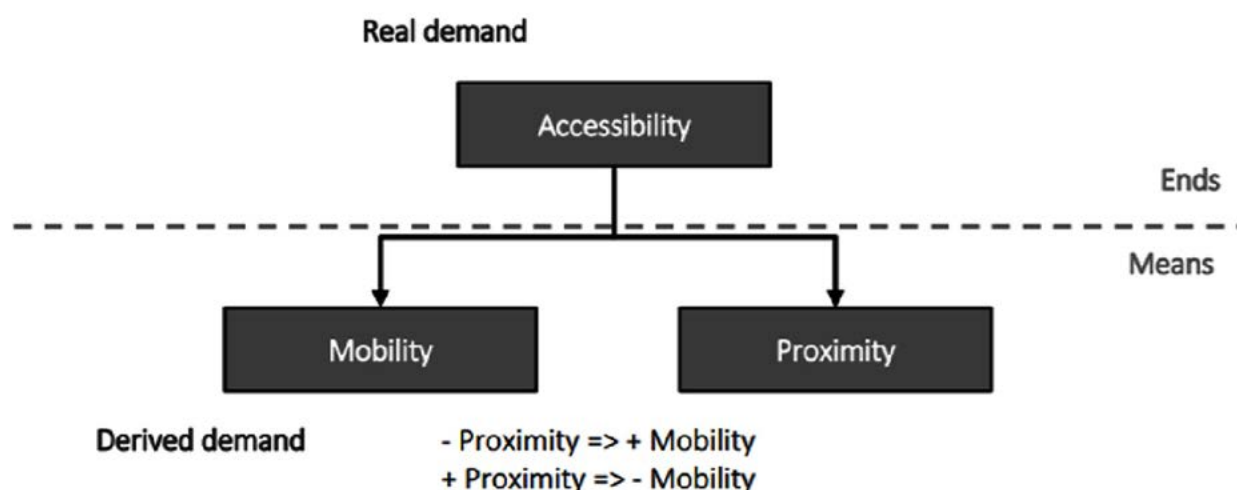 Real demand
Accessibility
Ends
Means
Mobility
Proximity
Derived demand
- Proximity => + Mobility
+ Proximity => - Mobility